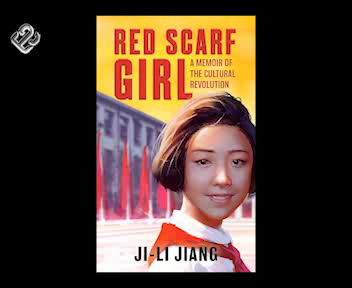 RED SCARF
GIRL
A MEMOIR OF
THE CULTURAL
REVOLUTION
JI-LI JIANG